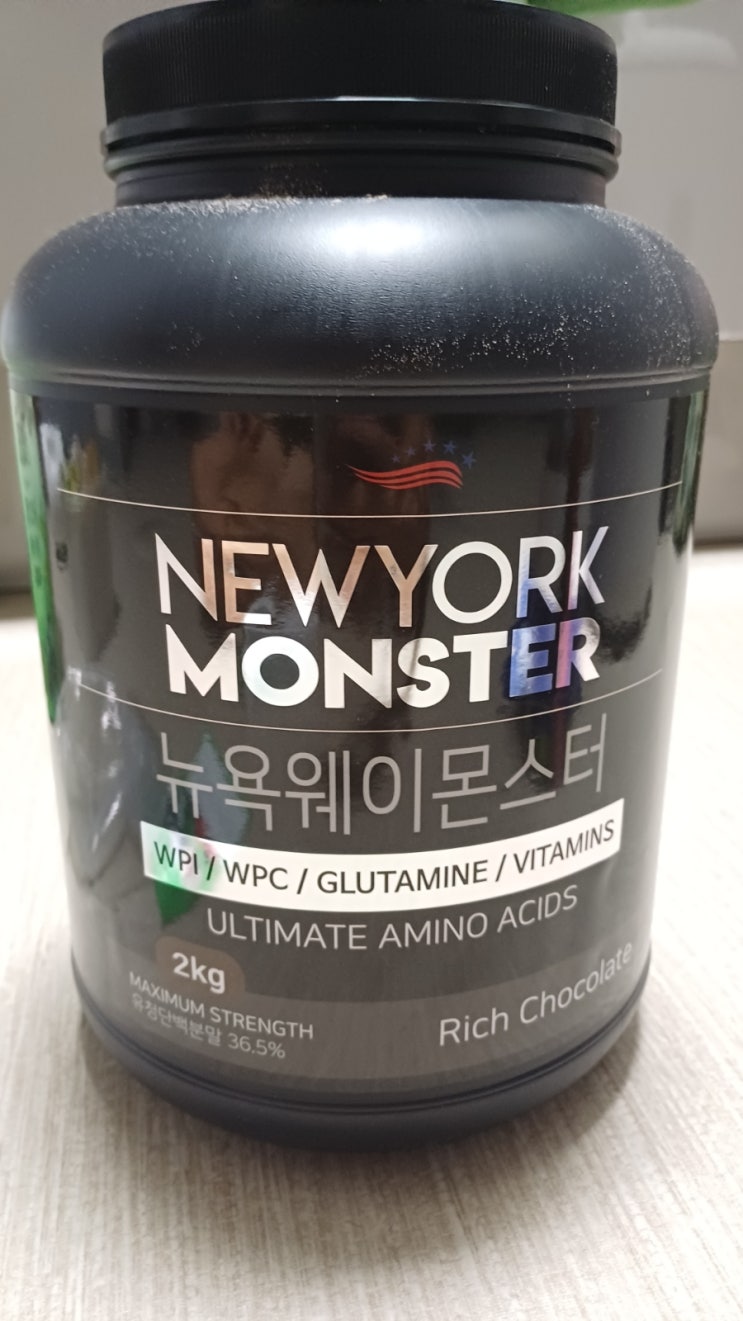 NEWYORK
MONSTER
뉴욕웨이몬스터
WPI / WPC / GLUTAMINE / VITAMINS
ULTIMATE AMINO ACIDS
2kg
MAXIMUM STRENGTH
유청단백분말 36.5%
Rich Chocolate